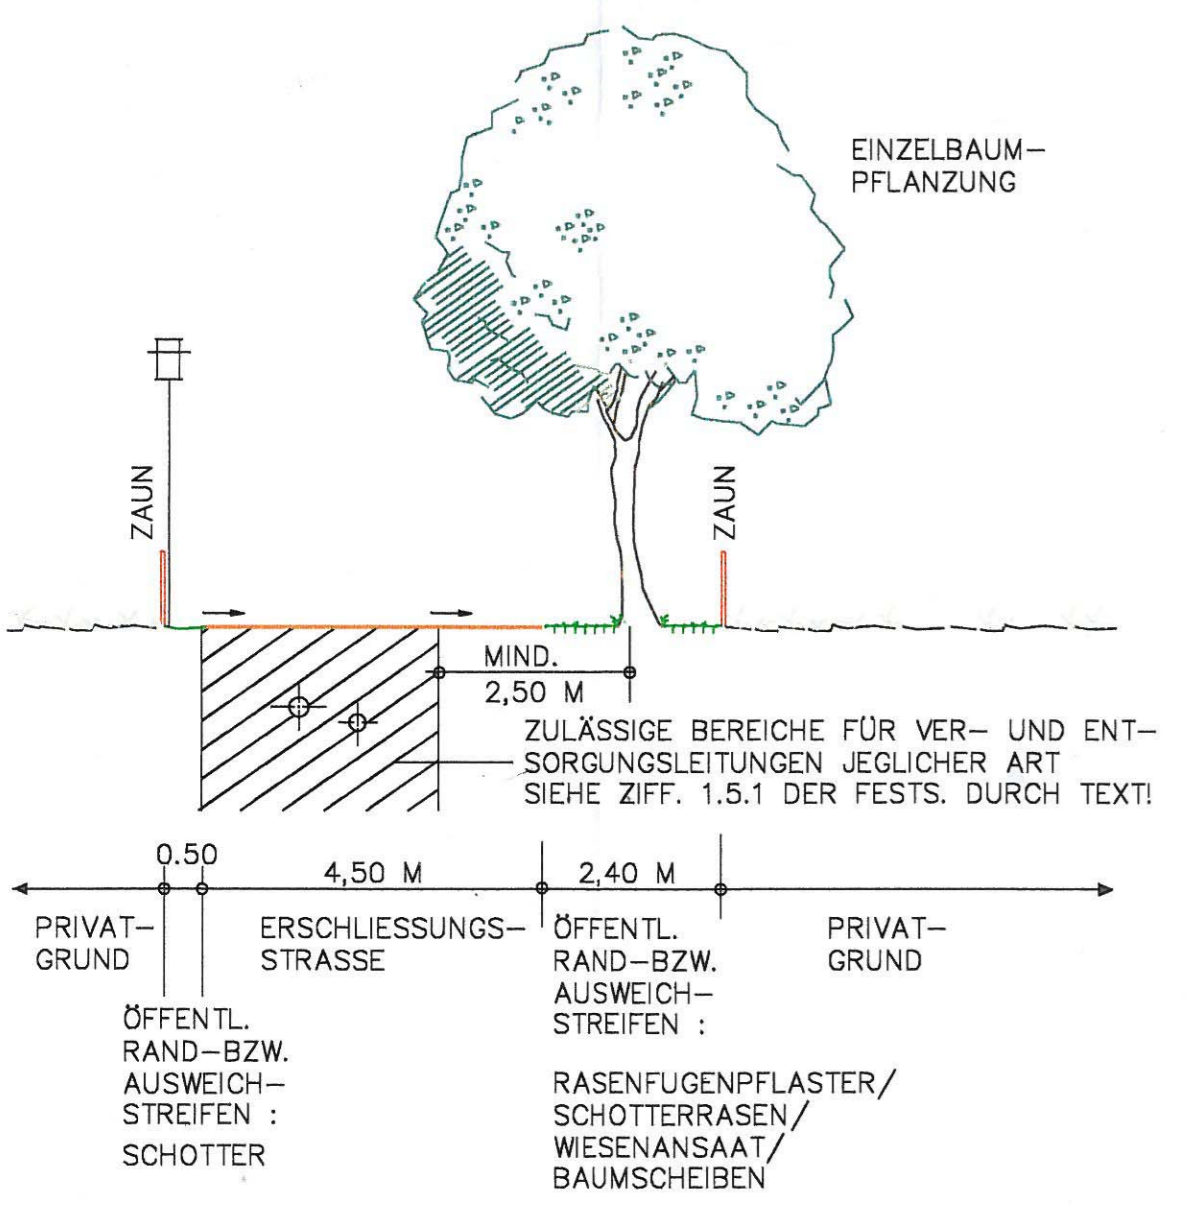 EINZELBAUM-
PFLANZUNG
ZAUN
ZAUN
MIND.
2,50 M
ZULÄSSIGE BEREICHE FÜR VER- UND ENT-
SORGUNGSLEITUNGEN JEGLICHER ART
SIEHE ZIFF. 1.5.1 DER FESTS. DURCH TEXT!
0.50
4,50 M
2,40 M
PRIVAT-
GRUND
ERSCHLIESSUNGS-
STRASSE
ÖFFENTL.
RAND-BZW.
AUSWEICH-
STREIFEN :
PRIVAT-
GRUND
ÖFFENTL.
RAND-BZW.
AUSWEICH-
STREIFEN :
SCHOTTER
RASENFUGENPFLASTER/
SCHOTTERRASEN/
WIESENANSAAT/
BAUMSCHEIBEN